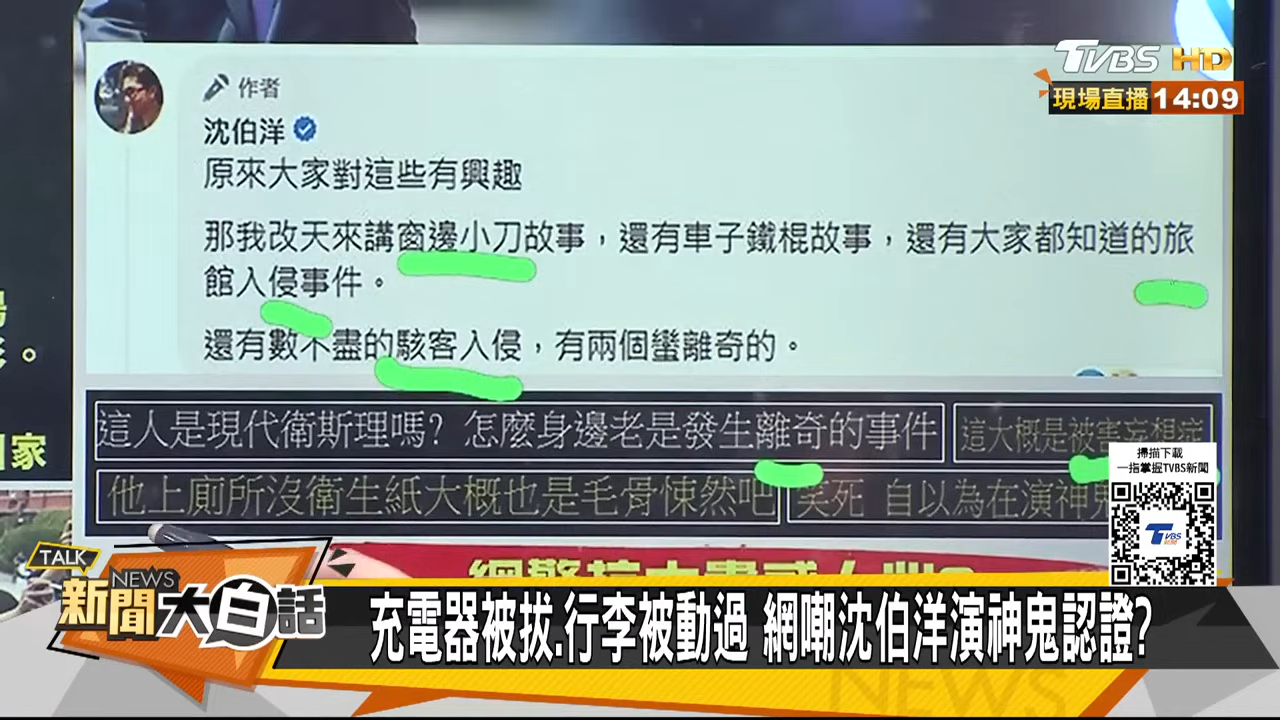 TVBS HD
現場直播 14:09
作者
沈伯洋
原來大家對這些有興趣
那我改天來講窗邊小刀故事，還有車子鐵棍故事，還有大家都知道的旅
館入侵事件。
還有數不盡的駭客入侵，有兩個蠻離奇的。
。
國家
這人是現代衛斯理嗎？怎麼身邊老是發生離奇的事件
這大概是被害妄想症
他上廁所沒衛生紙大概也是毛骨悚然吧
笑死 自以為在演神鬼
掃描下載
一指掌握TVBS新聞
TVBS
TALK
NEWS
新聞大白話
充電器被拔.行李被動過 網嘲沈伯洋演神鬼認證?
NEWS